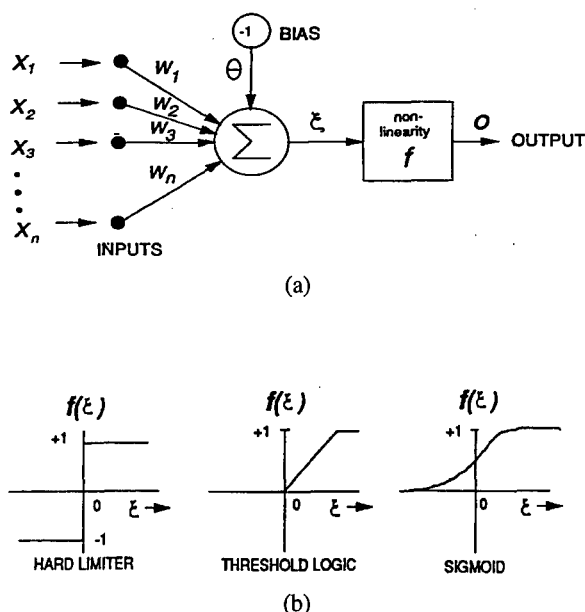 -1 BIAS
X1 W1 θ
X2 W2
X3 W3 Σ ξ non-linearity f O OUTPUT
Wn
Xn
INPUTS
(a)
f(ξ) f(ξ) f(ξ)
+1 +1 +1
0 ξ 0 ξ 0 ξ
-1
HARD LIMITER THRESHOLD LOGIC SIGMOID
(b)